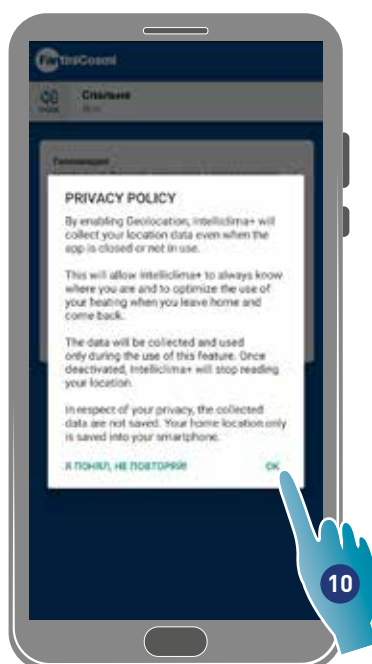 FantiniCosmi
Спальня
Геолокация
PRIVACY POLICY
By enabling Geolocation, Intelliclima+ will
collect your location data even when the
app is closed or not in use.
This will allow Intelliclima+ to always know
where you are and to optimize the use of
your heating when you leave home and
come back.
The data will be collected and used
only during the use of this feature. Once
deactivated, Intelliclima+ will stop reading
your location.
In respect of your privacy, the collected
data are not saved. Your home location only
is saved into your smartphone.
Я ПОНЯЛ, НЕ ПОВТОРЯЙ!
OK
10